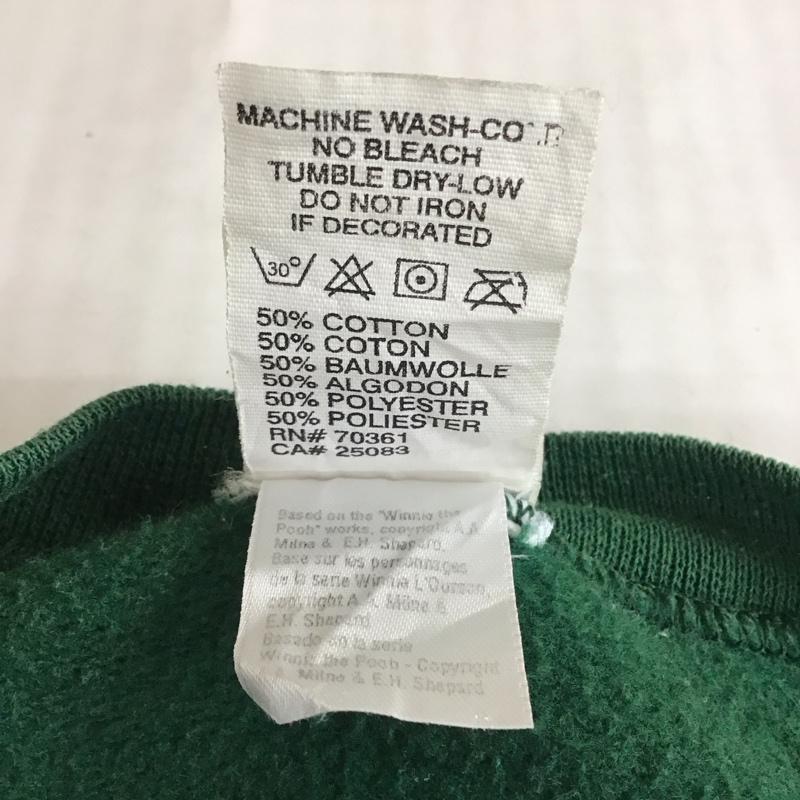 MACHINE WASH-COLD
NO BLEACH
TUMBLE DRY-LOW
DO NOT IRON
IF DECORATED
30°
50% COTTON
50% COTON
50% BAUMWOLLE
50% ALGODON
50% POLYESTER
50% POLIESTER
RN# 70361
CA# 25083
Based on the "Winnie the
Pooh" works, copyright A.A.
Milne & E.H. Shepard.
Base sur les personnages
de la serie Winnie L'Ourson,
copyright A.A. Milne &
E.H. Shepard
Basado en la serie
Winnie the Pooh - Copyright
A. Milne & E.H. Shepard